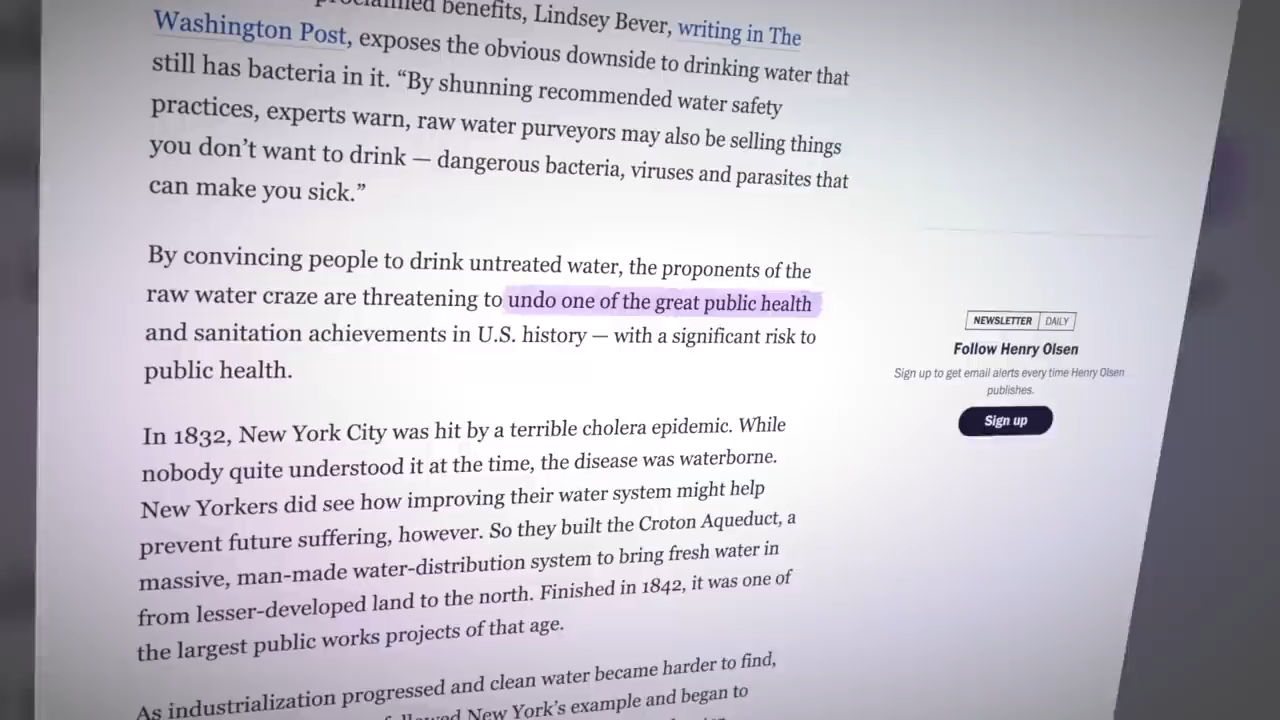 benefits, Lindsey Bever, writing in The
Washington Post, exposes the obvious downside to drinking water that
still has bacteria in it. “By shunning recommended water safety
practices, experts warn, raw water purveyors may also be selling things
you don’t want to drink — dangerous bacteria, viruses and parasites that
can make you sick.”
By convincing people to drink untreated water, the proponents of the
raw water craze are threatening to undo one of the great public health
and sanitation achievements in U.S. history — with a significant risk to
public health.
In 1832, New York City was hit by a terrible cholera epidemic. While
nobody quite understood it at the time, the disease was waterborne.
New Yorkers did see how improving their water system might help
prevent future suffering, however. So they built the Croton Aqueduct, a
massive, man-made water-distribution system to bring fresh water in
from lesser-developed land to the north. Finished in 1842, it was one of
the largest public works projects of that age.
As industrialization progressed and clean water became harder to find,
New York’s example and began to
NEWSLETTER DAILY
Follow Henry Olsen
Sign up to get email alerts every time Henry Olsen
publishes.
Sign up